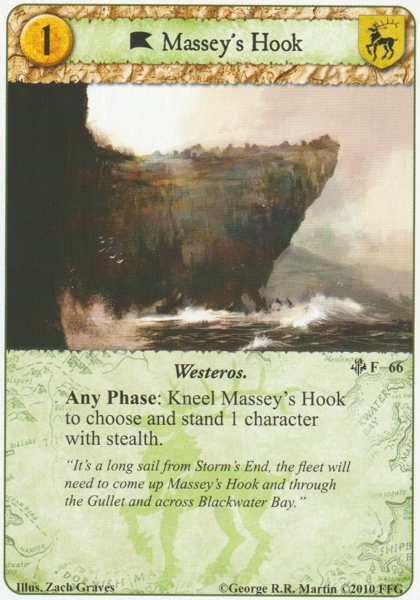 1
Massey's Hook
Westeros.
F 66
Any Phase: Kneel Massey's Hook
to choose and stand 1 character
with stealth.
"It's a long sail from Storm's End, the fleet will
need to come up Massey's Hook and through
the Gullet and across Blackwater Bay."
Illus. Zach Graves
©George R.R. Martin ©2010 FFG